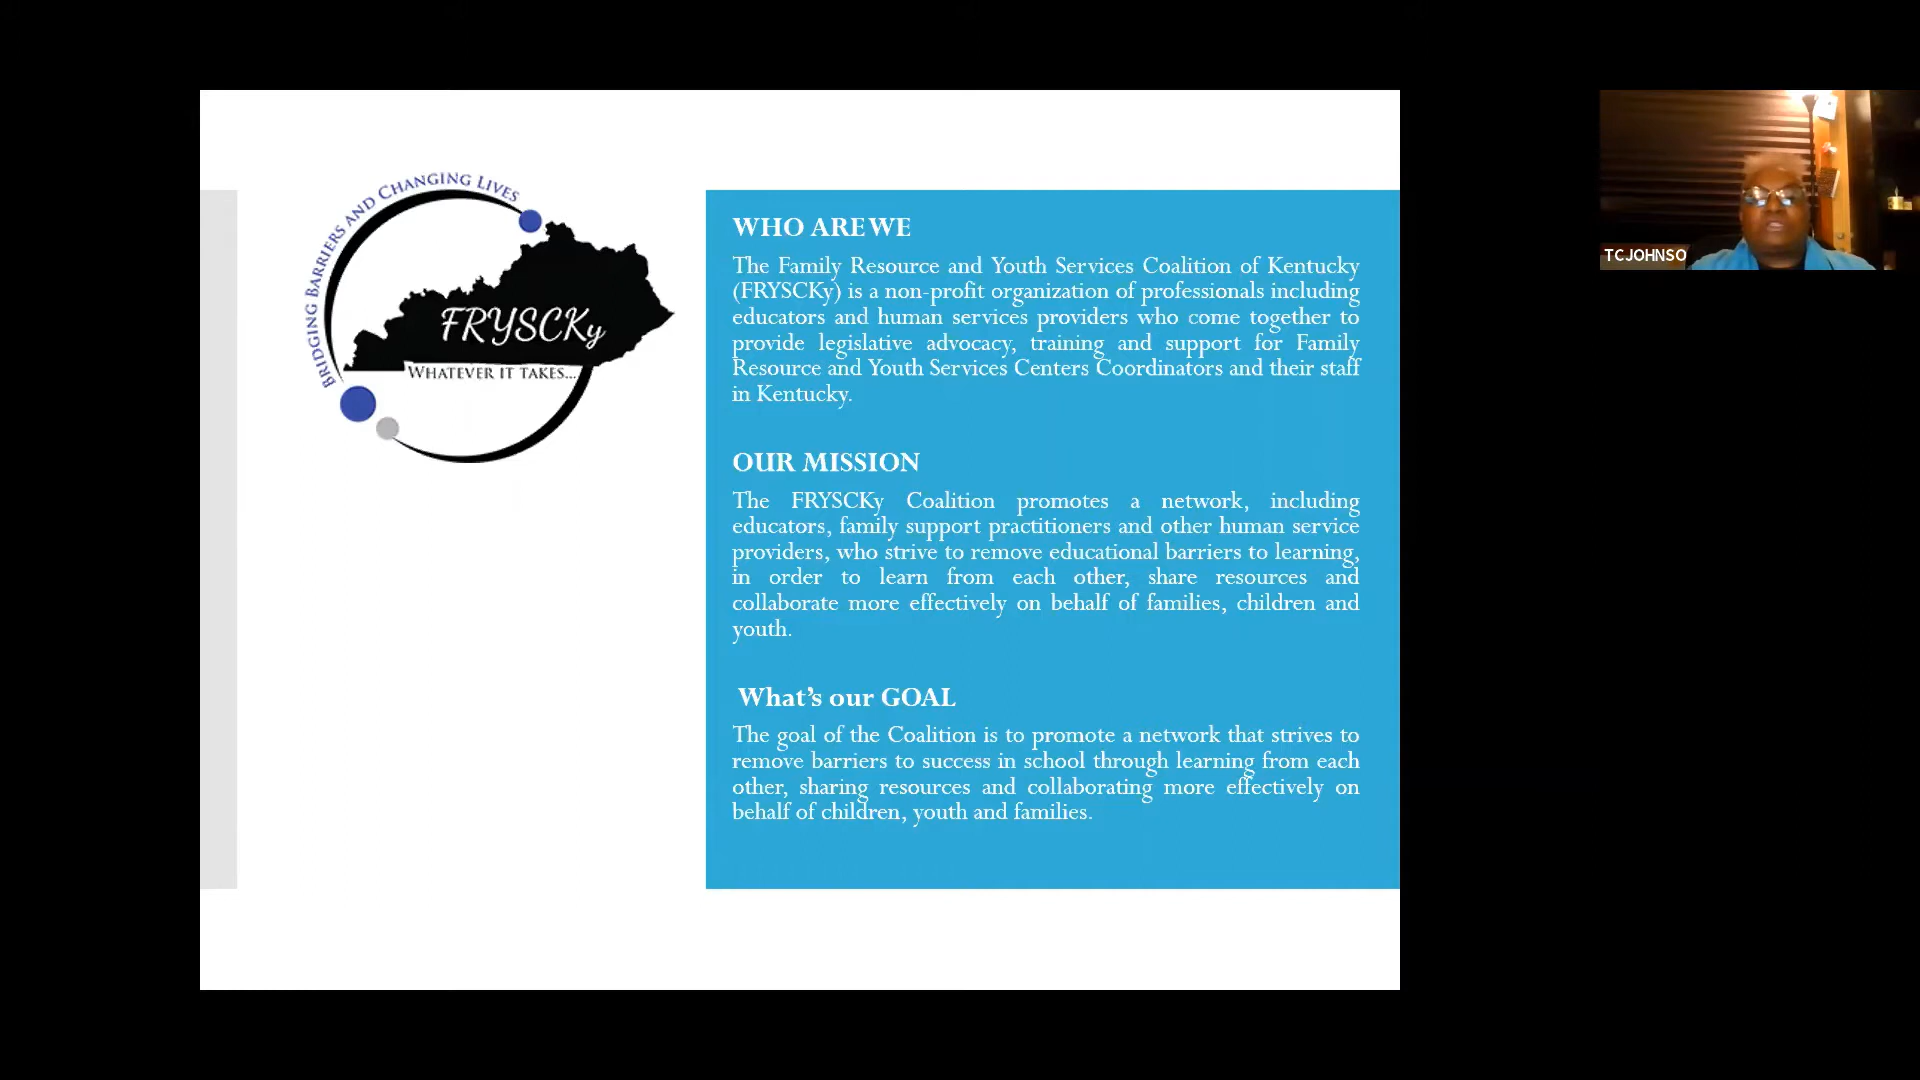 BRIDGING BARRIERS AND CHANGING LIVES
FRYSCKy
WHATEVER IT TAKES...
WHO ARE WE
The Family Resource and Youth Services Coalition of Kentucky
(FRYSCKy) is a non-profit organization of professionals including
educators and human services providers who come together to
provide legislative advocacy, training and support for Family
Resource and Youth Services Centers Coordinators and their staff
in Kentucky.
OUR MISSION
The FRYSCKy Coalition promotes a network, including
educators, family support practitioners and other human service
providers, who strive to remove educational barriers to learning,
in order to learn from each other, share resources and
collaborate more effectively on behalf of families, children and
youth.
What's our GOAL
The goal of the Coalition is to promote a network that strives to
remove barriers to success in school through learning from each
other, sharing resources and collaborating more effectively on
behalf of children, youth and families.
TCJOHNSO